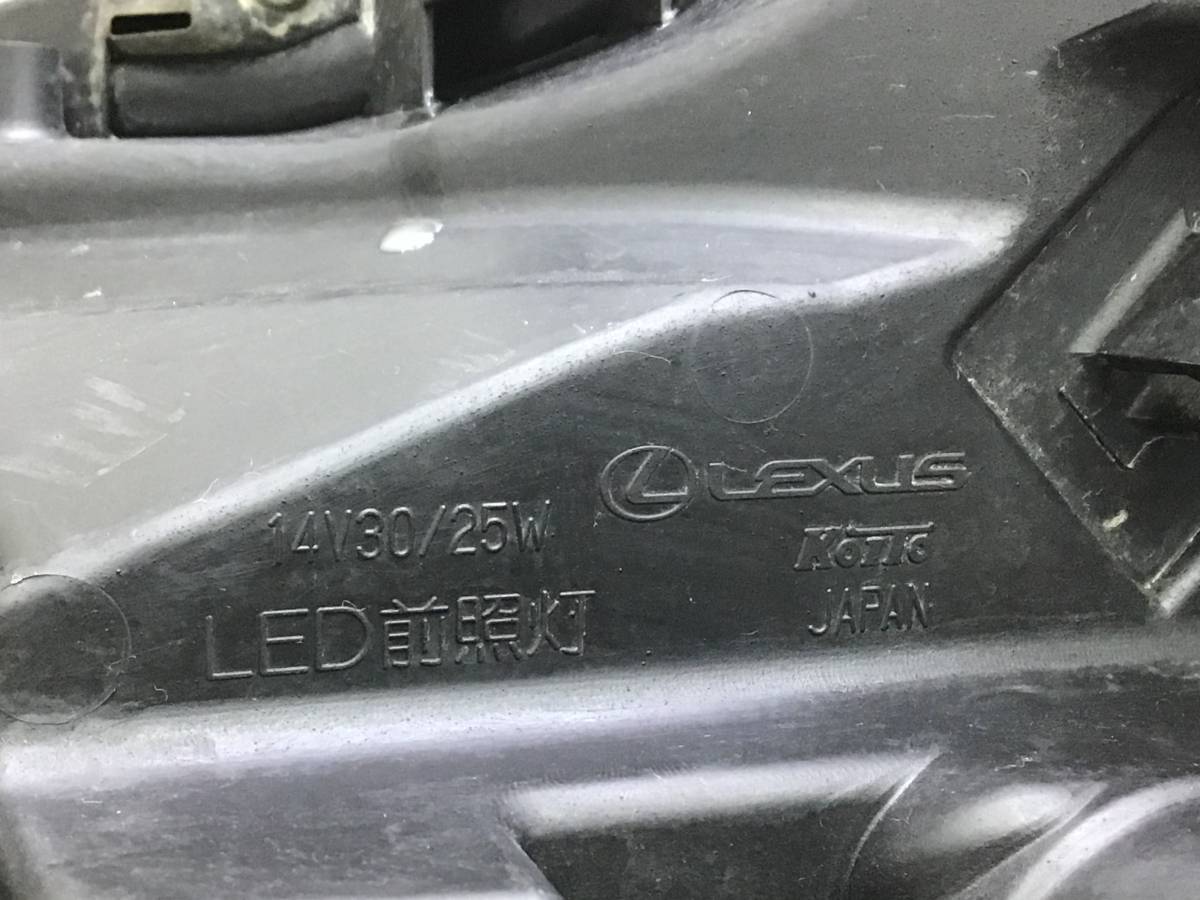 LEXUS
14V30/25W
KOITO
LED前照灯
JAPAN